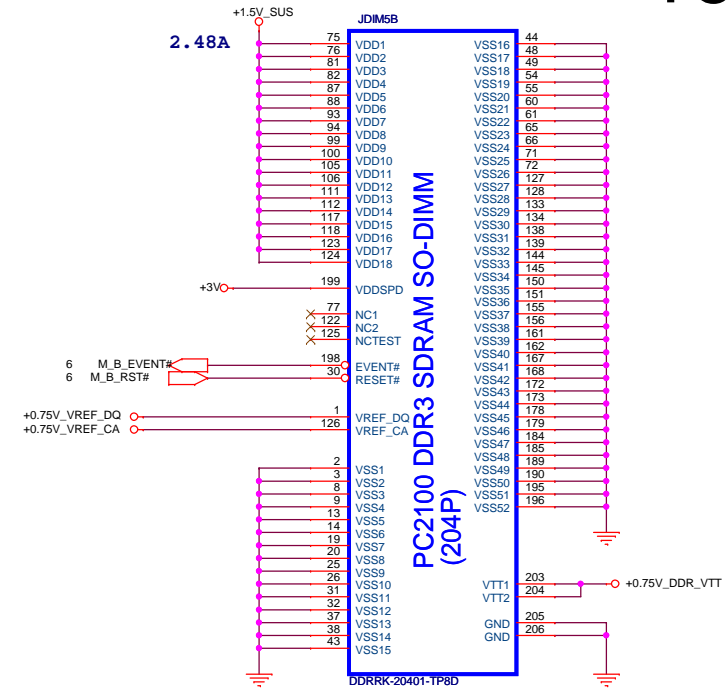 +1.5V_SUS
2.48A
JDIM5B
75 VDD1 VSS16 44
76 VDD2 VSS17 48
81 VDD3 VSS18 49
82 VDD4 VSS19 54
87 VDD5 VSS20 55
88 VDD6 VSS21 60
93 VDD7 VSS22 61
94 VDD8 VSS23 65
99 VDD9 VSS24 66
100 VDD10 VSS25 71
105 VDD11 VSS26 72
106 VDD12 VSS27 127
111 VDD13 VSS28 128
112 VDD14 VSS29 133
117 VDD15 VSS30 134
118 VDD16 VSS31 138
123 VDD17 VSS32 139
124 VDD18 VSS33 144
VSS34 145
+3V 199 VDDSPD VSS35 150
VSS36 151
77 NC1 VSS37 155
122 NC2 VSS38 156
125 NCTEST VSS39 161
VSS40 162
6 M_B_EVENT# 198 EVENT# VSS41 167
6 M_B_RST# 30 RESET# VSS42 168
VSS43 172
VSS44 173
+0.75V_VREF_DQ 1 VREF_DQ VSS45 178
+0.75V_VREF_CA 126 VREF_CA VSS46 179
VSS47 184
VSS48 185
2 VSS1 VSS49 189
3 VSS2 VSS50 190
8 VSS3 VSS51 195
9 VSS4 VSS52 196
13 VSS5
14 VSS6
19 VSS7
20 VSS8
25 VSS9
26 VSS10 VTT1 203 +0.75V_DDR_VTT
31 VSS11 VTT2 204
32 VSS12
37 VSS13 GND 205
38 VSS14 GND 206
43 VSS15
PC2100 DDR3 SDRAM SO-DIMM
(204P)
DDRRK-20401-TP8D